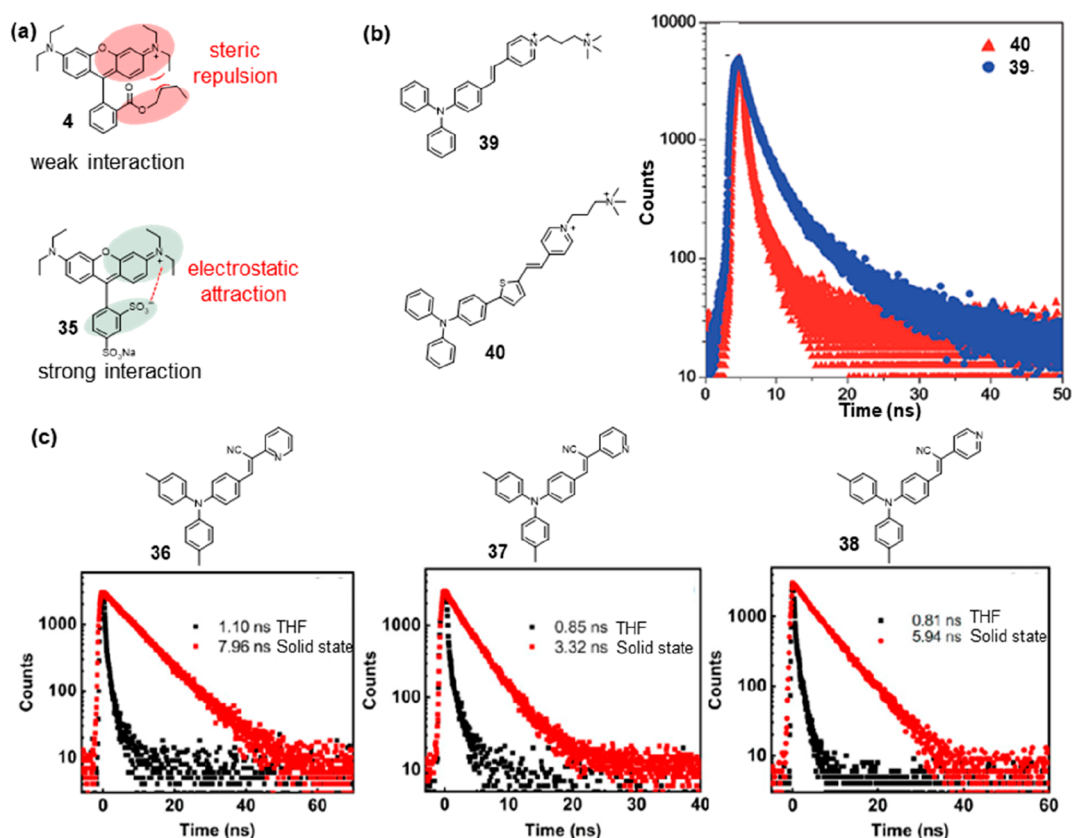 (a)
N
O
N
+
O
O
4
steric
repulsion
weak interaction
N
O
N
+
SO3-
35
SO3Na
electrostatic
attraction
strong interaction
(b)
N
N
+
N
+
39
N
S
N
+
N
+
40
40
39
Counts
10000
1000
100
10
0 10 20 30 40 50
Time (ns)
(c)
NC
N
N
36
NC
N
N
37
NC
N
N
38
Counts
1000
100
10
1.10 ns THF
7.96 ns Solid state
0 20 40 60
Time (ns)
Counts
1000
100
10
0.85 ns THF
3.32 ns Solid state
0 10 20 30 40
Time (ns)
Counts
1000
100
10
0.81 ns THF
5.94 ns Solid state
0 20 40 60
Time (ns)